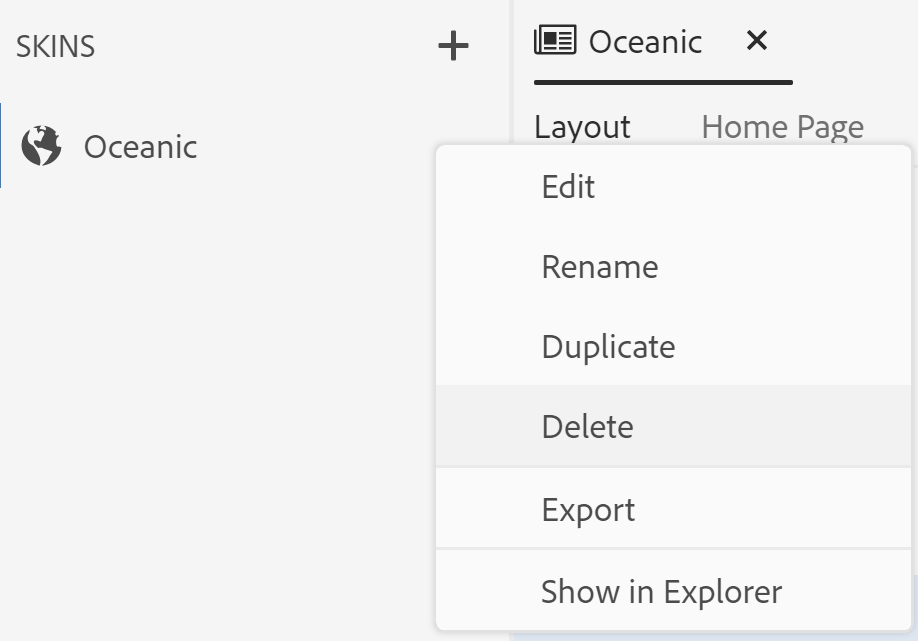 SKINS
Oceanic
Oceanic
Layout Home Page
Edit
Rename
Duplicate
Delete
Export
Show in Explorer